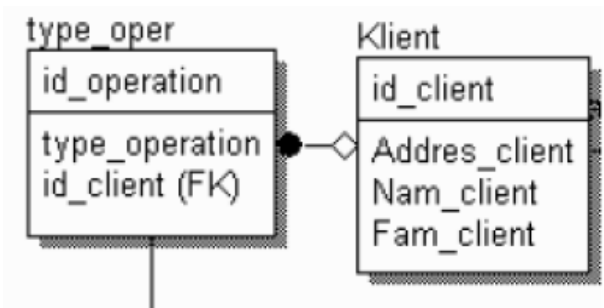 type_oper
id_operation
type_operation
id_client (FK)
Klient
id_client
Addres_client
Nam_client
Fam_client